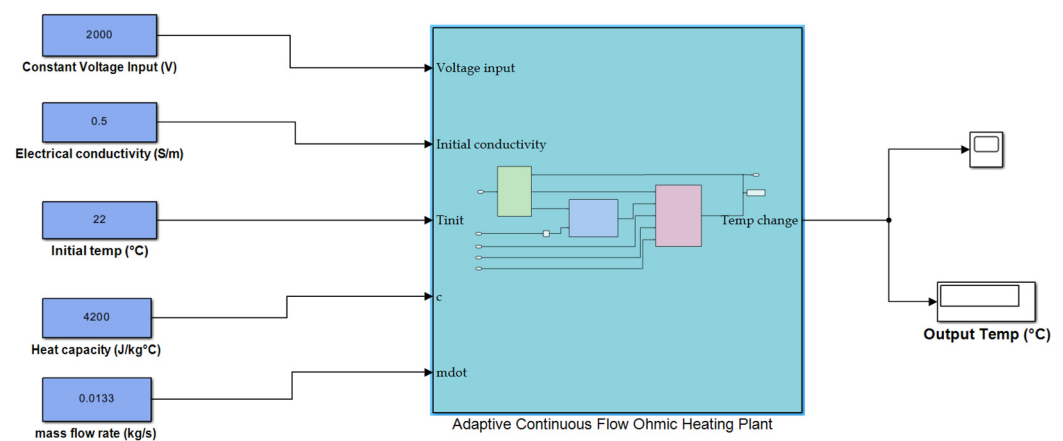 2000
Constant Voltage Input (V)
Voltage input
0.5
Electrical conductivity (S/m)
Initial conductivity
22
Initial temp (°C)
Tinit
Temp change
4200
Heat capacity (J/kg°C)
c
0.0133
mass flow rate (kg/s)
mdot
Output Temp (°C)
Adaptive Continuous Flow Ohmic Heating Plant